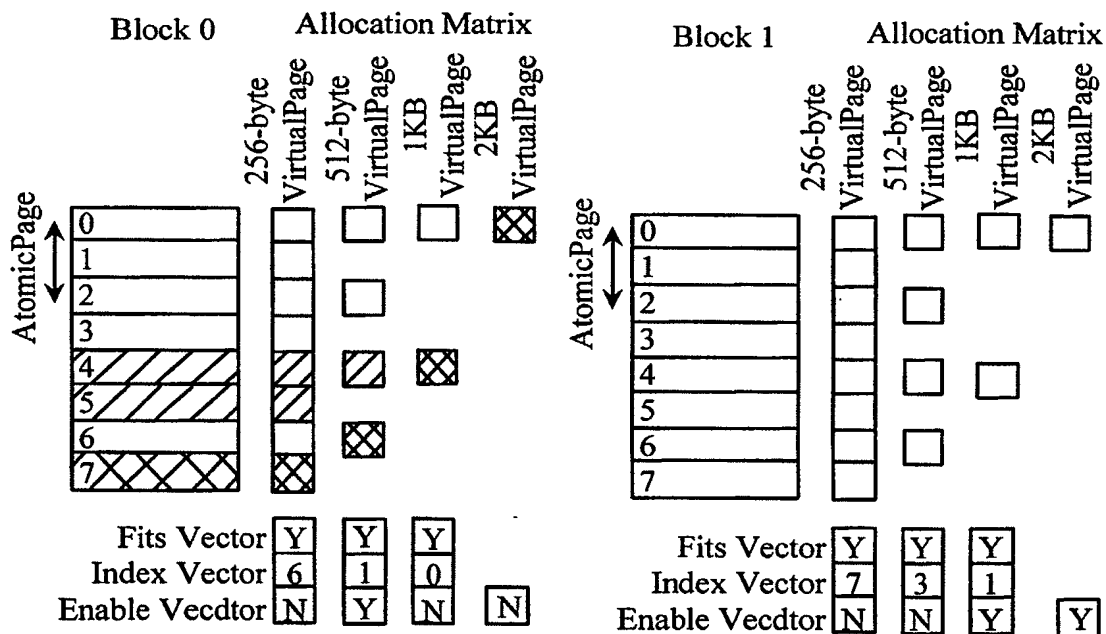 Block 0
Allocation Matrix
256-byte
VirtualPage
512-byte
VirtualPage
1KB
VirtualPage
2KB
VirtualPage
AtomicPage
0
1
2
3
4
5
6
7
Fits Vector Y Y Y
Index Vector 6 1 0
Enable Vecdtor N Y N N
Block 1
Allocation Matrix
256-byte
VirtualPage
512-byte
VirtualPage
1KB
VirtualPage
2KB
VirtualPage
AtomicPage
0
1
2
3
4
5
6
7
Fits Vector Y Y Y
Index Vector 7 3 1
Enable Vecdtor N N Y Y